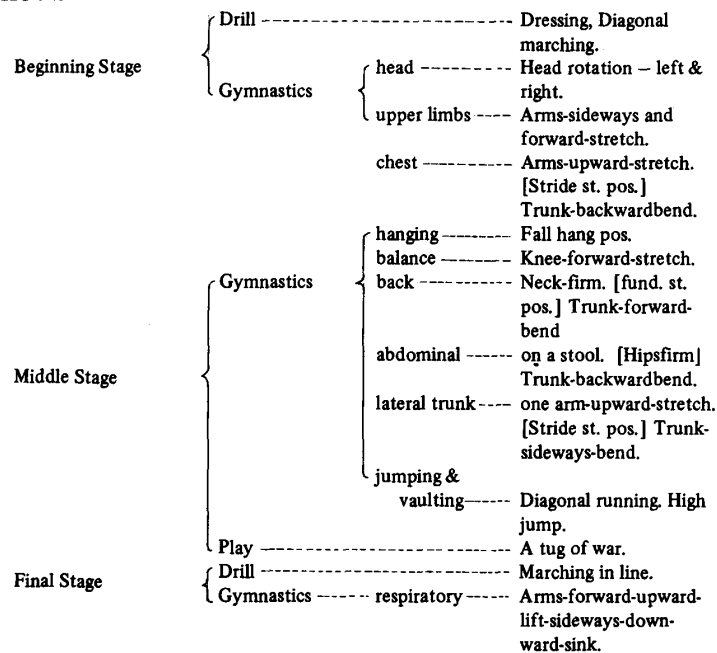 Drill ---------- Dressing, Diagonal
marching.
Beginning Stage
head ---------- Head rotation – left &
right.
Gymnastics
upper limbs ---- Arms-sideways and
forward-stretch.
chest ---------- Arms-upward-stretch.
[Stride st. pos.]
Trunk-backwardbend.
hanging ---------- Fall hang pos.
balance ---------- Knee-forward-stretch.
Gymnastics
back ---------- Neck-firm. [fund. st.
pos.] Trunk-forward-
bend
abdominal ------ on a stool. [Hipsfirm]
Trunk-backwardbend.
Middle Stage
lateral trunk ---- one arm-upward-stretch.
[Stride st. pos.] Trunk-
sideways-bend.
jumping &
vaulting ------ Diagonal running. High
jump.
Play ---------- A tug of war.
Final Stage
Drill ---------- Marching in line.
Gymnastics ------ respiratory ------ Arms-forward-upward-
lift-sideways-down-
ward-sink.